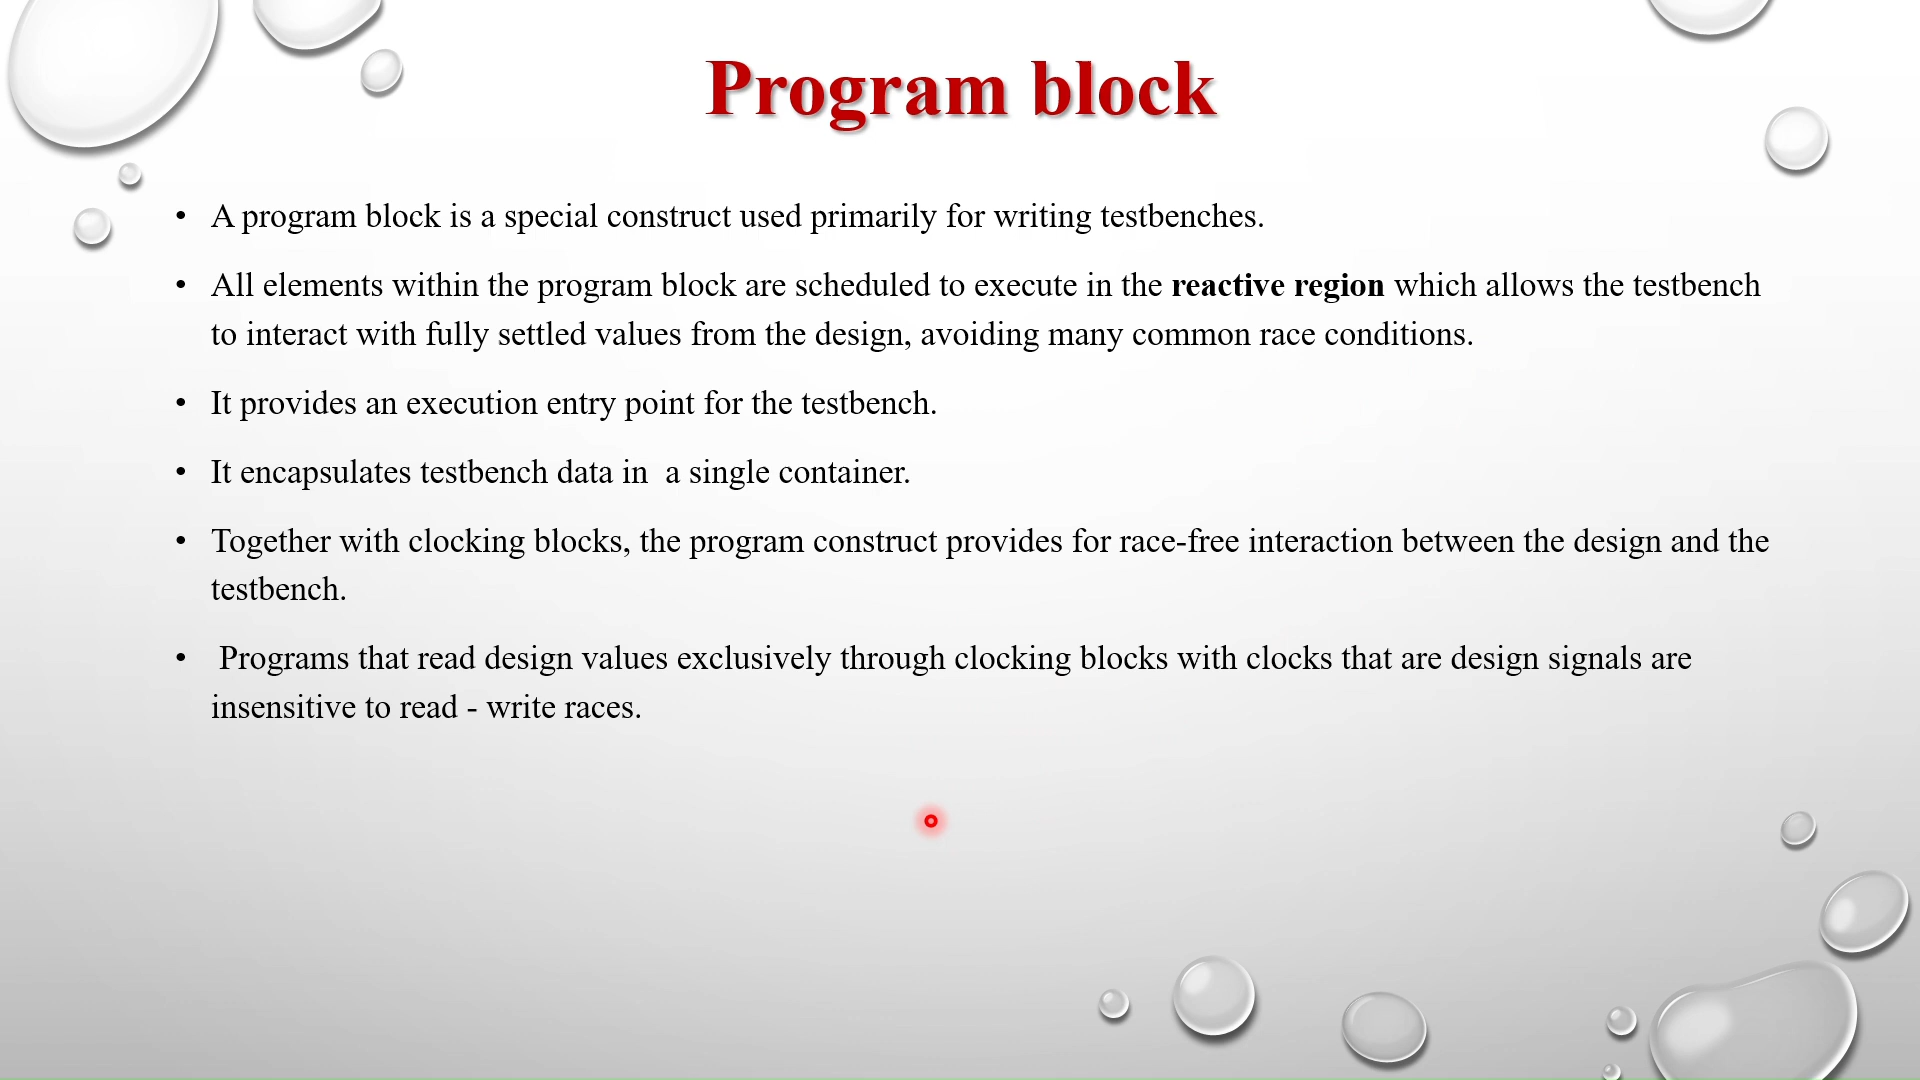 Program block
• A program block is a special construct used primarily for writing testbenches.
• All elements within the program block are scheduled to execute in the reactive region which allows the testbench
to interact with fully settled values from the design, avoiding many common race conditions.
• It provides an execution entry point for the testbench.
• It encapsulates testbench data in  a single container.
• Together with clocking blocks, the program construct provides for race-free interaction between the design and the
testbench.
•  Programs that read design values exclusively through clocking blocks with clocks that are design signals are
insensitive to read - write races.